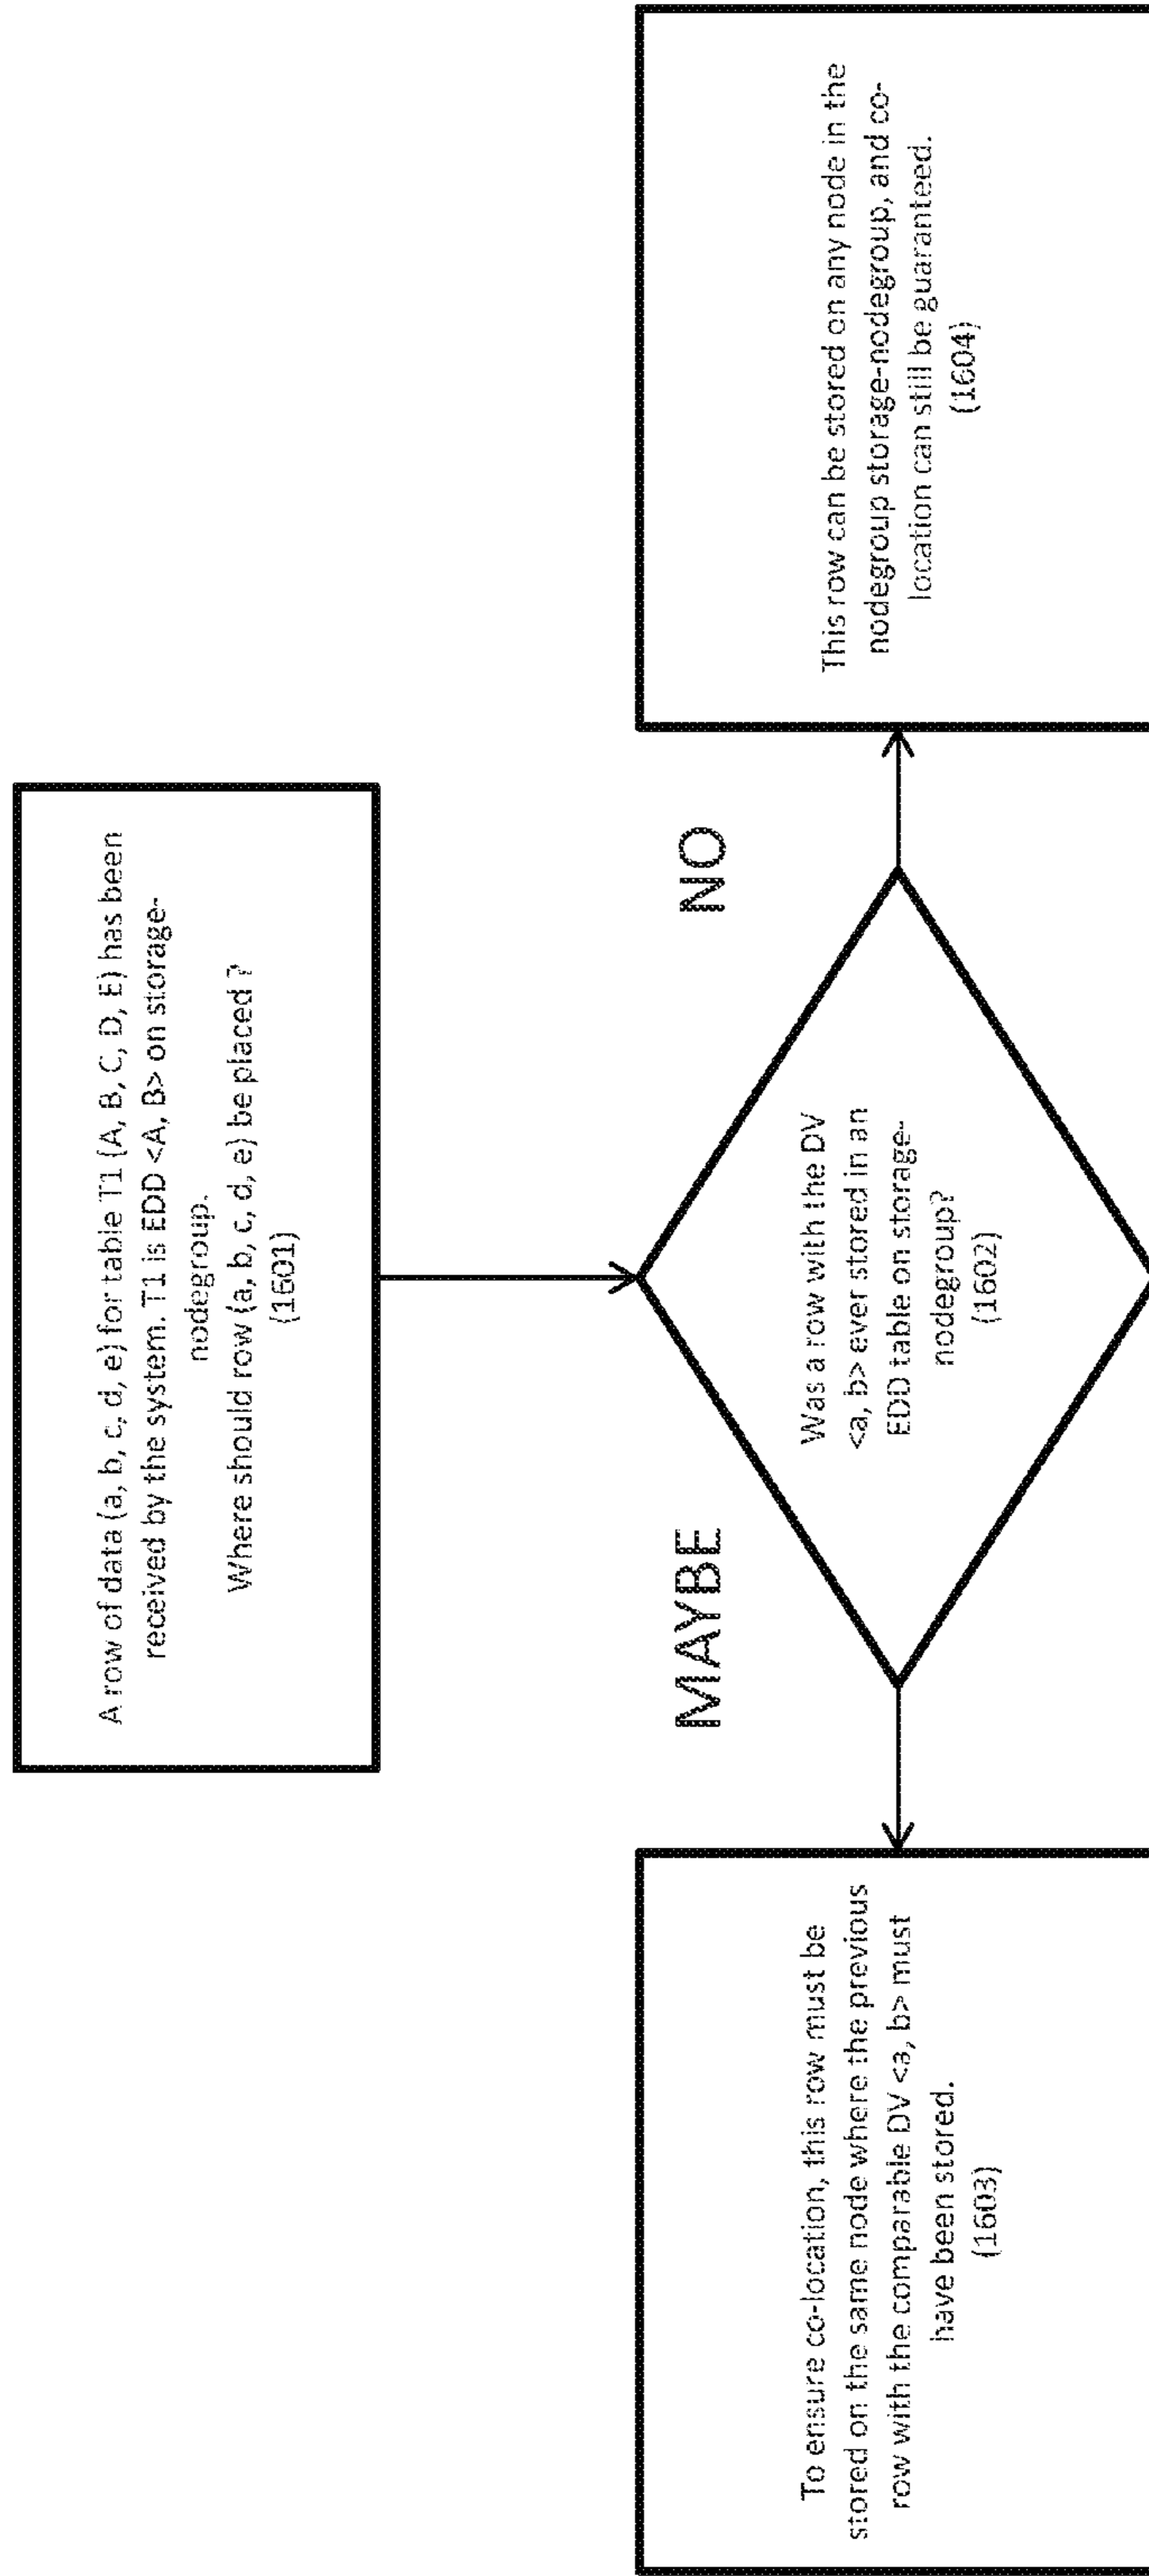 A row of data (a, b, c, d, e) for table T1 (A, B, C, D, E) has been
received by the system. T1 is EDD <A, B> on storage-
nodegroup.
Where should row (a, b, c, d, e) be placed ?
(1601)
MAYBE
NO
Was a row with the DV
<a, b> ever stored in an
EDD table on storage-
nodegroup?
(1602)
To ensure co-location, this row must be
stored on the same node where the previous
row with the comparable DV <a, b> must
have been stored.
(1603)
This row can be stored on any node in the
nodegroup storage-nodegroup, and co-
location can still be guaranteed.
(1604)